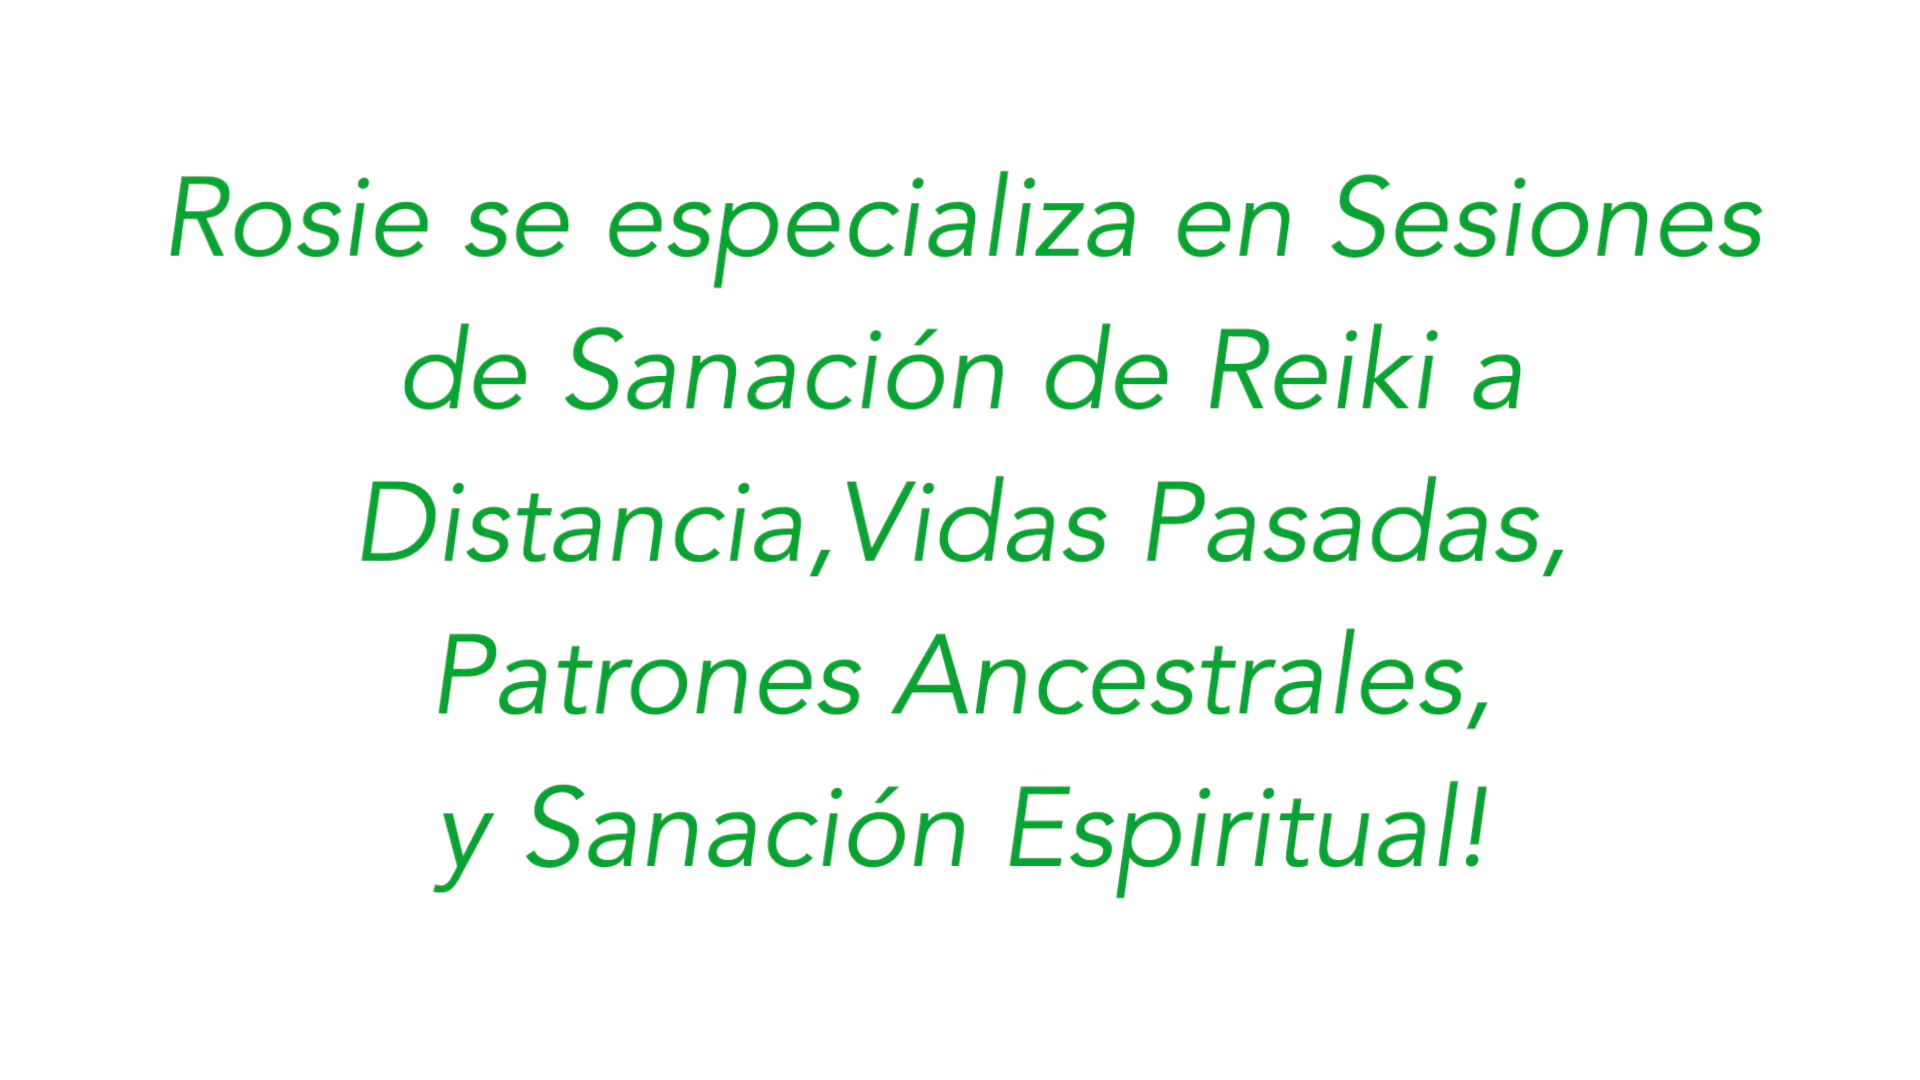 Rosie se especializa en Sesiones
de Sanación de Reiki a
Distancia,Vidas Pasadas,
Patrones Ancestrales,
y Sanación Espiritual!